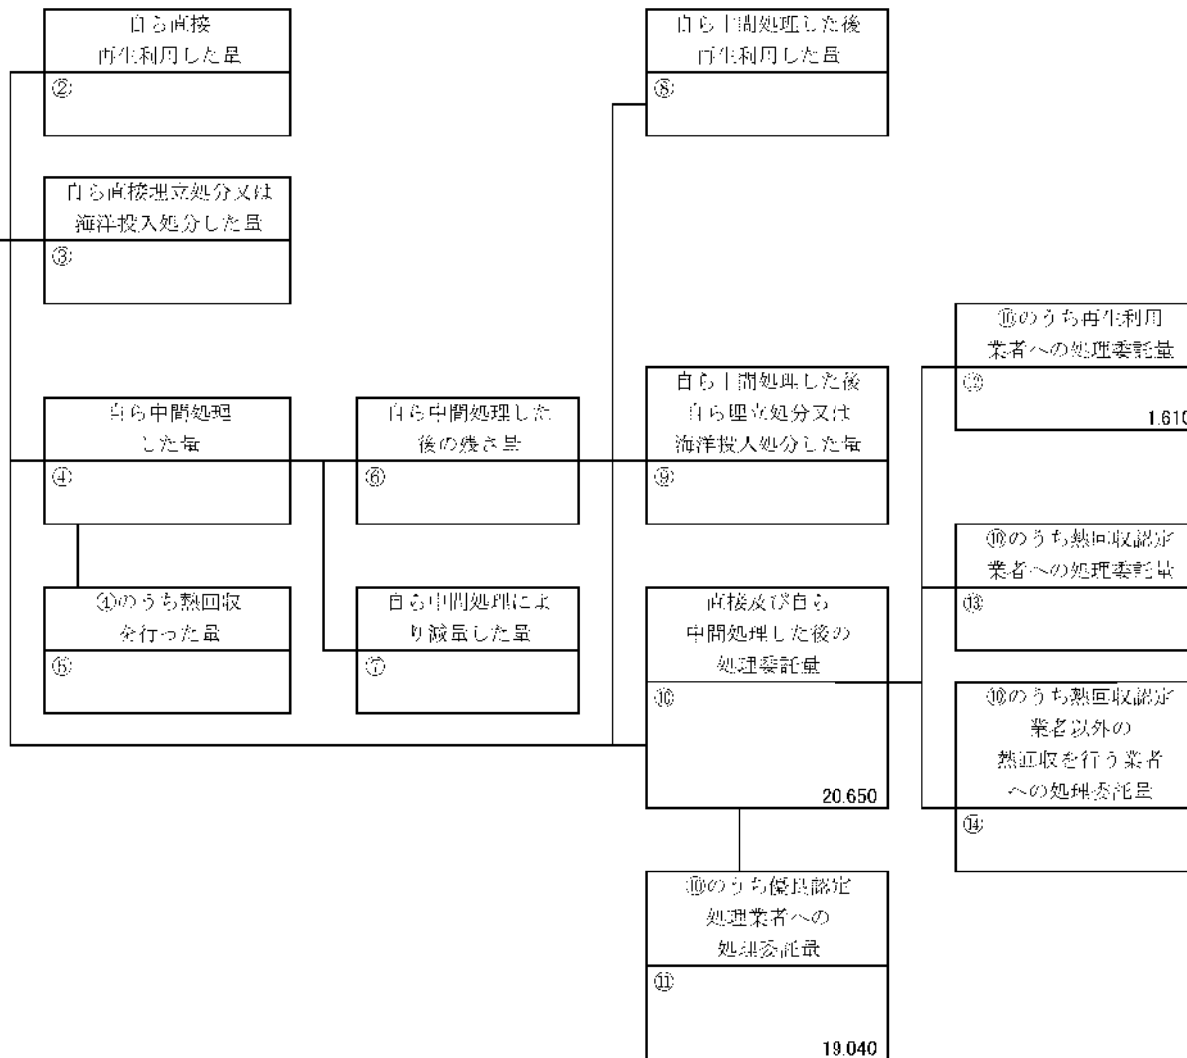 自ら直接
再生利用した量
②
自ら直接埋立処分又は
海洋投入処分した量
③
自ら中間処理
した量
④
④のうち熱回収
を行った量
⑤
自ら中間処理した
後の残さ量
⑥
自ら中間処理によ
り減量した量
⑦
自ら中間処理した後
再生利用した量
⑧
自ら中間処理した後
自ら埋立処分又は
海洋投入処分した量
⑨
直接及び自ら
中間処理した後の
処理委託量
⑩
20.650
⑩のうち優良認定
処理業者への
処理委託量
⑪
19.040
⑩のうち再生利用
業者への処理委託量
⑫
1.610
⑩のうち熱回収認定
業者への処理委託量
⑬
⑩のうち熱回収認定
業者以外の
熱回収を行う業者
への処理委託量
⑭